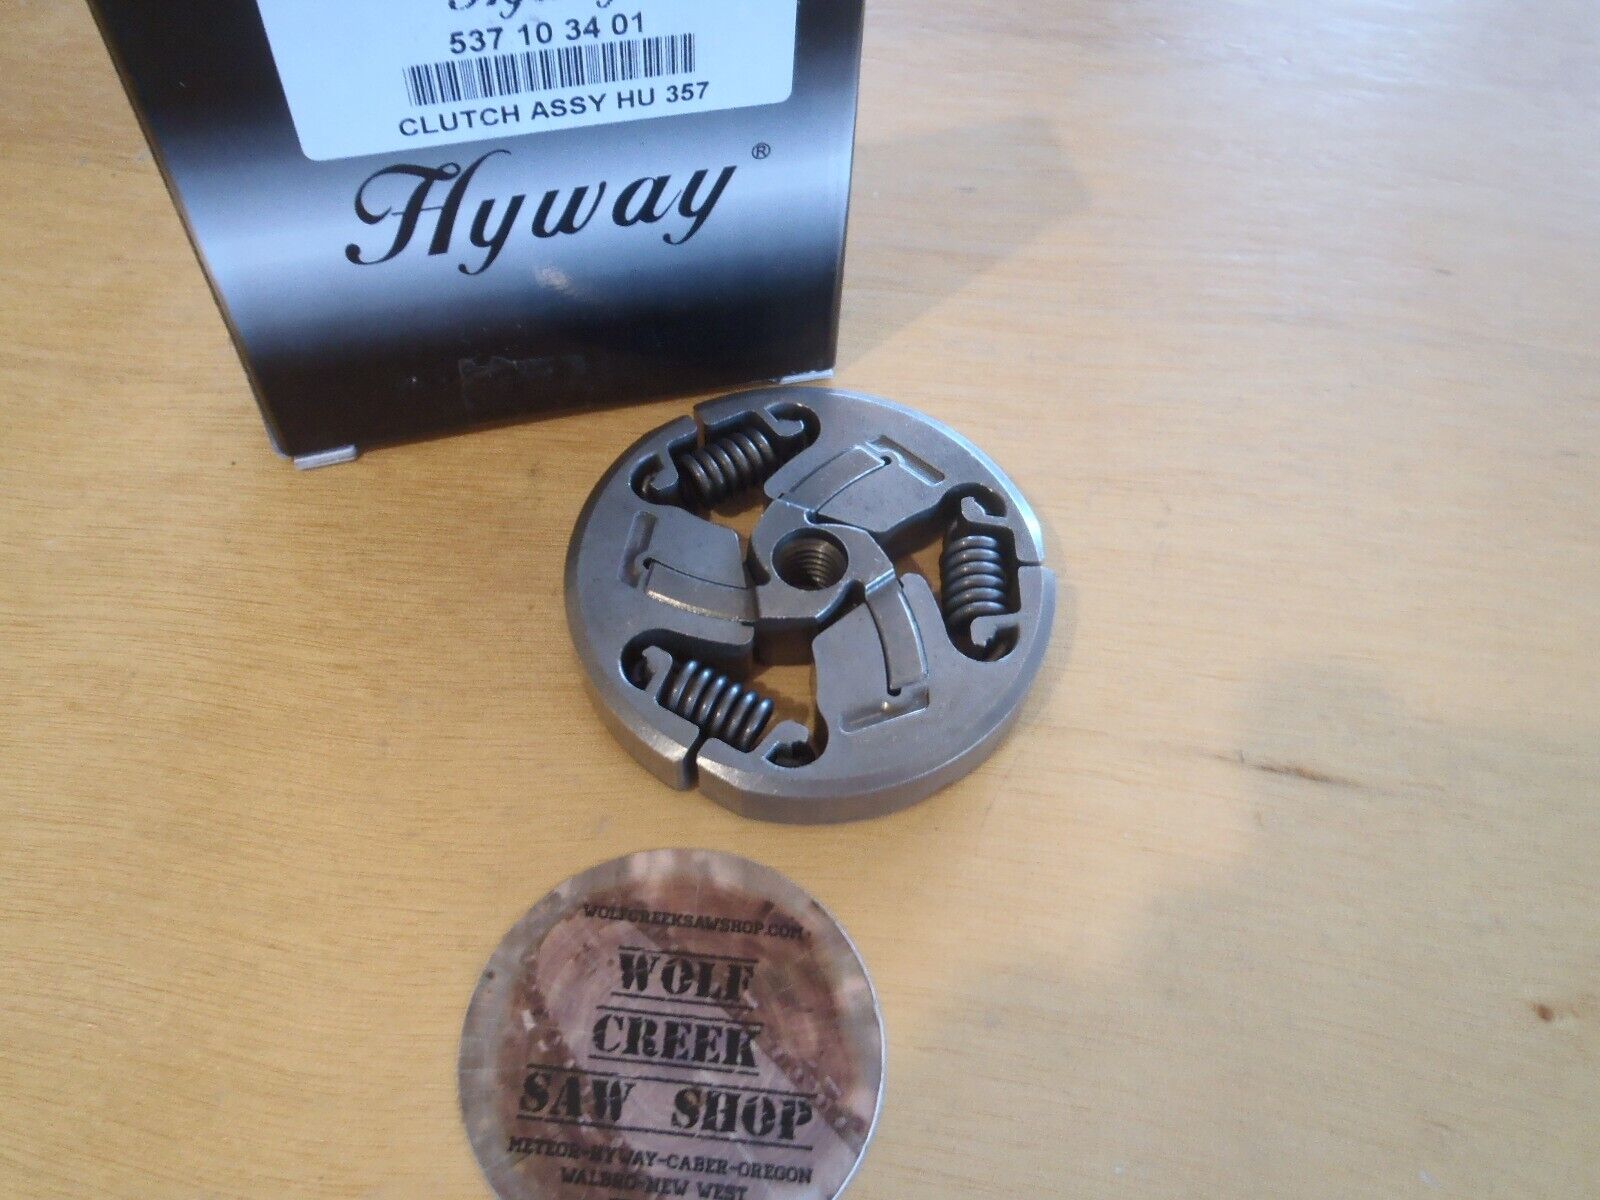 Hyway
537 10 34 01
CLUTCH ASSY HU 357
Hyway®
WOLFCREEKSAWSHOP.COM
WOLF
CREEK
SAW SHOP
METEOR-HYWAY-CABER-OREGON
WALBRO-NEW WEST